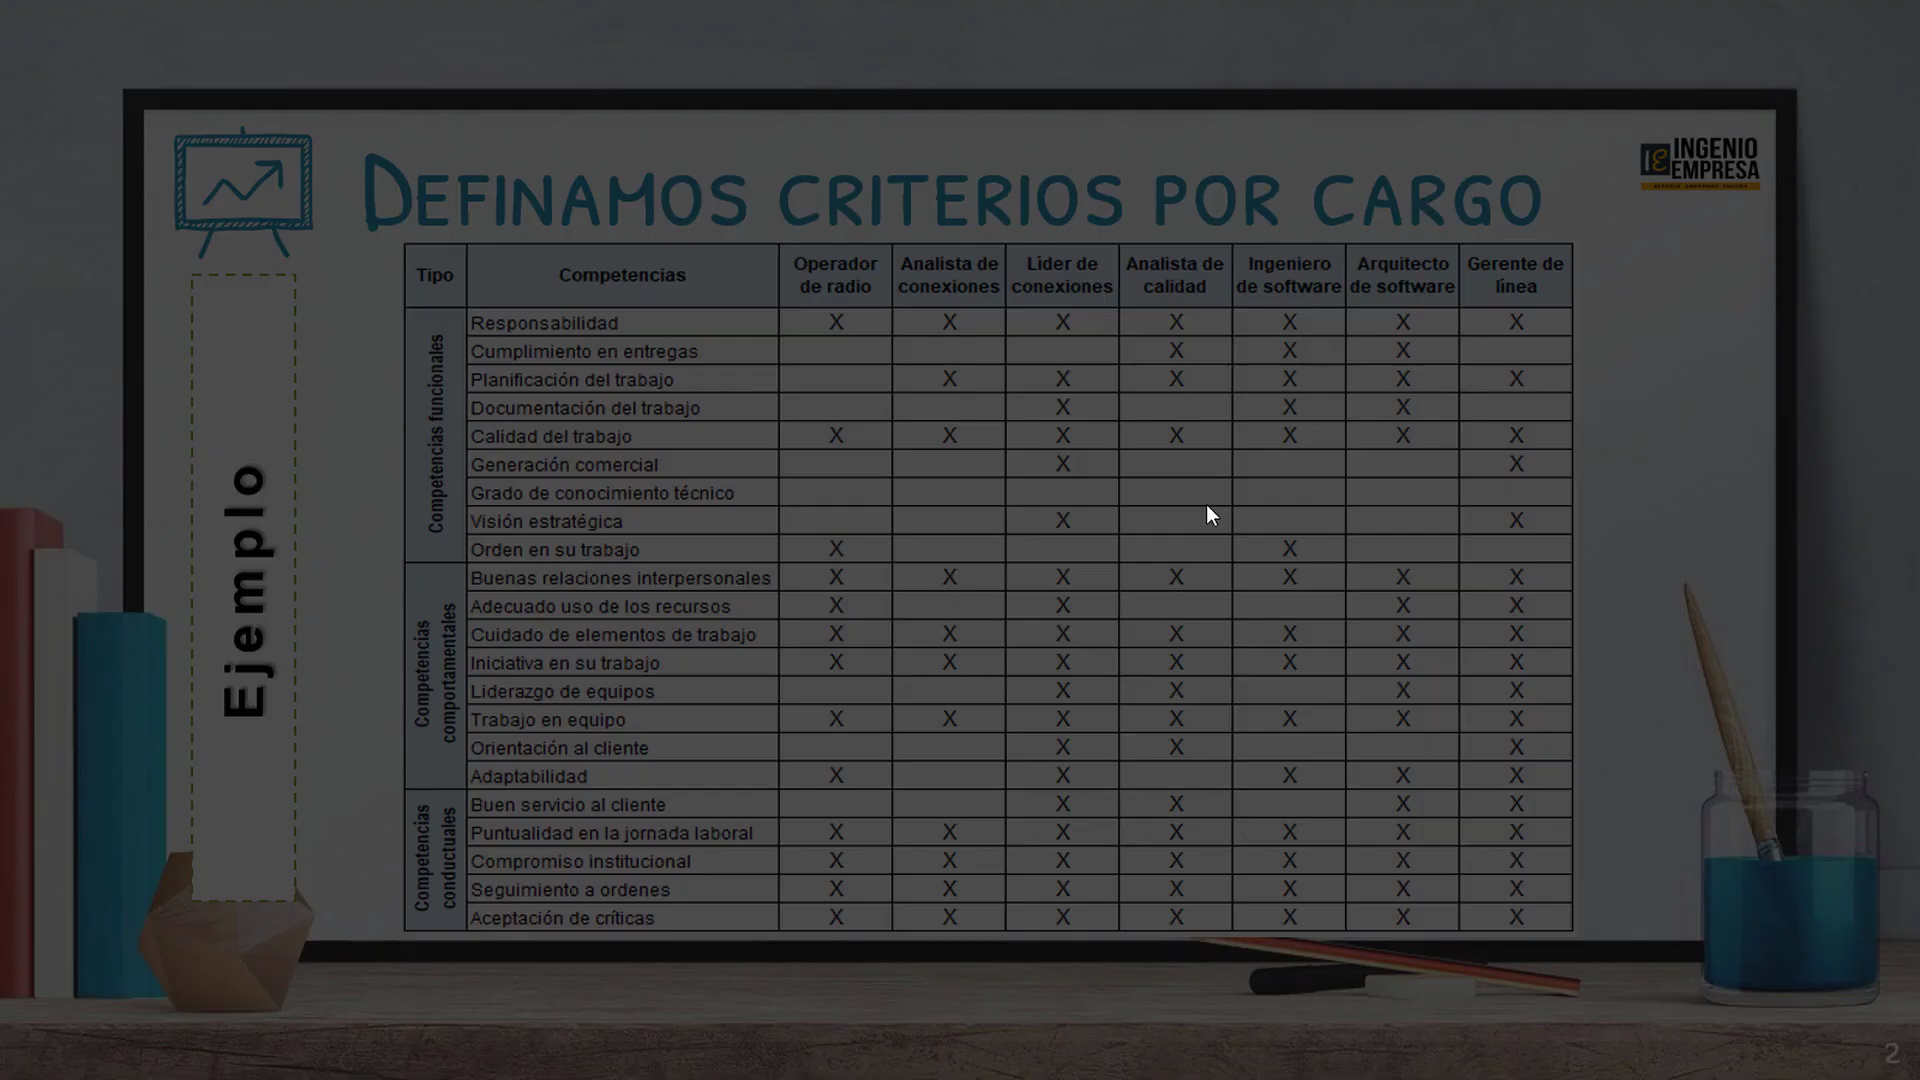 DEFINAMOS CRITERIOS POR CARGO
INGENIO
EMPRESA
Ejemplo
Tipo Competencias Operador de radio Analista de conexiones Líder de conexiones Analista de calidad Ingeniero de software Arquitecto de software Gerente de línea
Competencias funcionales
Responsabilidad X X X X X X X
Cumplimiento en entregas X X X
Planificación del trabajo X X X X X X
Documentación del trabajo X X X
Calidad del trabajo X X X X X X X
Generación comercial X X
Grado de conocimiento técnico
Visión estratégica X X
Orden en su trabajo X X
Competencias comportamentales
Buenas relaciones interpersonales X X X X X X X
Adecuado uso de los recursos X X X X
Cuidado de elementos de trabajo X X X X X X X
Iniciativa en su trabajo X X X X X X X
Liderazgo de equipos X X X X
Trabajo en equipo X X X X X X X
Orientación al cliente X X X
Adaptabilidad X X X X X
Competencias conductuales
Buen servicio al cliente X X X X
Puntualidad en la jornada laboral X X X X X X X
Compromiso institucional X X X X X X X
Seguimiento a ordenes X X X X X X X
Aceptación de críticas X X X X X X X
2